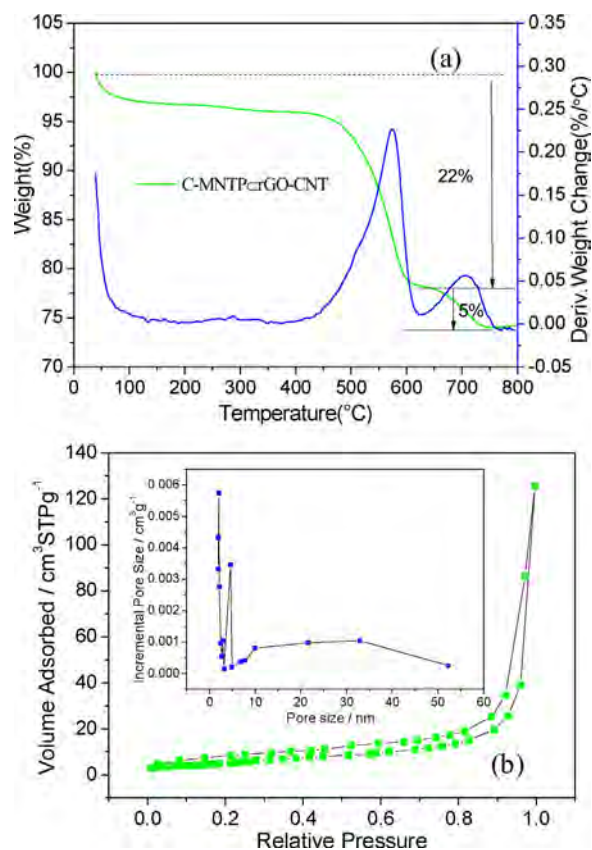 (a)
Weight(%)
105
100
95
90
85
80
75
70
C-MNTP⊂rGO-CNT
22%
5%
0.35
0.30
0.25
0.20
0.15
0.10
0.05
0.00
-0.05
Deriv. Weight Change(%/°C)
0 100 200 300 400 500 600 700 800
Temperature(°C)
Volume Adsorbed / cm³STPg⁻¹
140
120
100
80
60
40
20
0
Incremental Pore Size / cm³g⁻¹
0.006
0.005
0.004
0.003
0.002
0.001
0.000
0 10 20 30 40 50 60
Pore size / nm
(b)
0.0 0.2 0.4 0.6 0.8 1.0
Relative Pressure